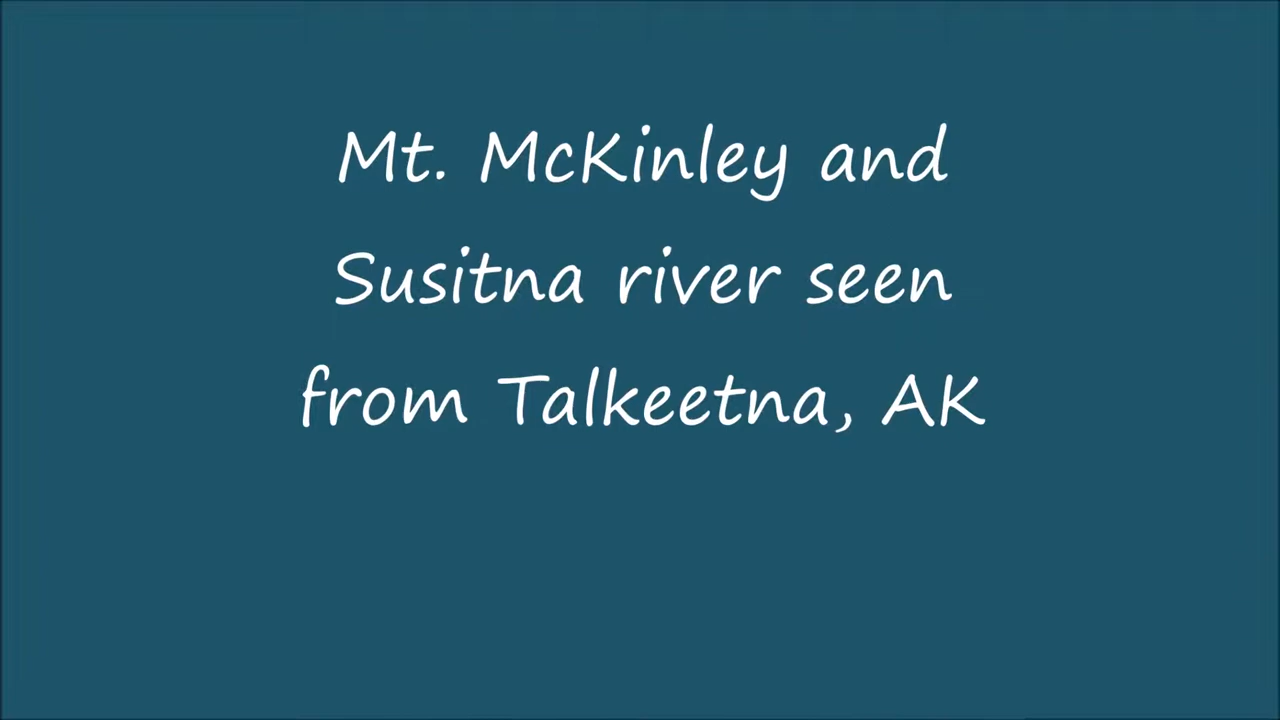 Mt. McKinley and
Susitna river seen
from Talkeetna, AK